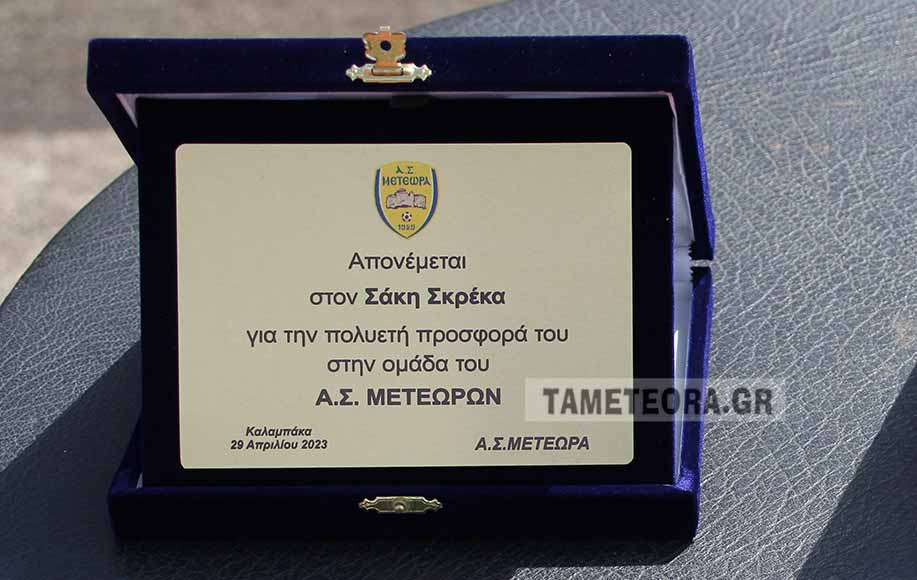 Α.Σ
ΜΕΤΕΩΡΑ
Απονέμεται
στον Σάκη Σκρέκα
για την πολυετή προσφορά του
στην ομάδα του
Α.Σ. ΜΕΤΕΩΡΩΝ
TAMETEORA.GR
Καλαμπάκα
29 Απριλίου 2023
Α.Σ.ΜΕΤΕΩΡΑ